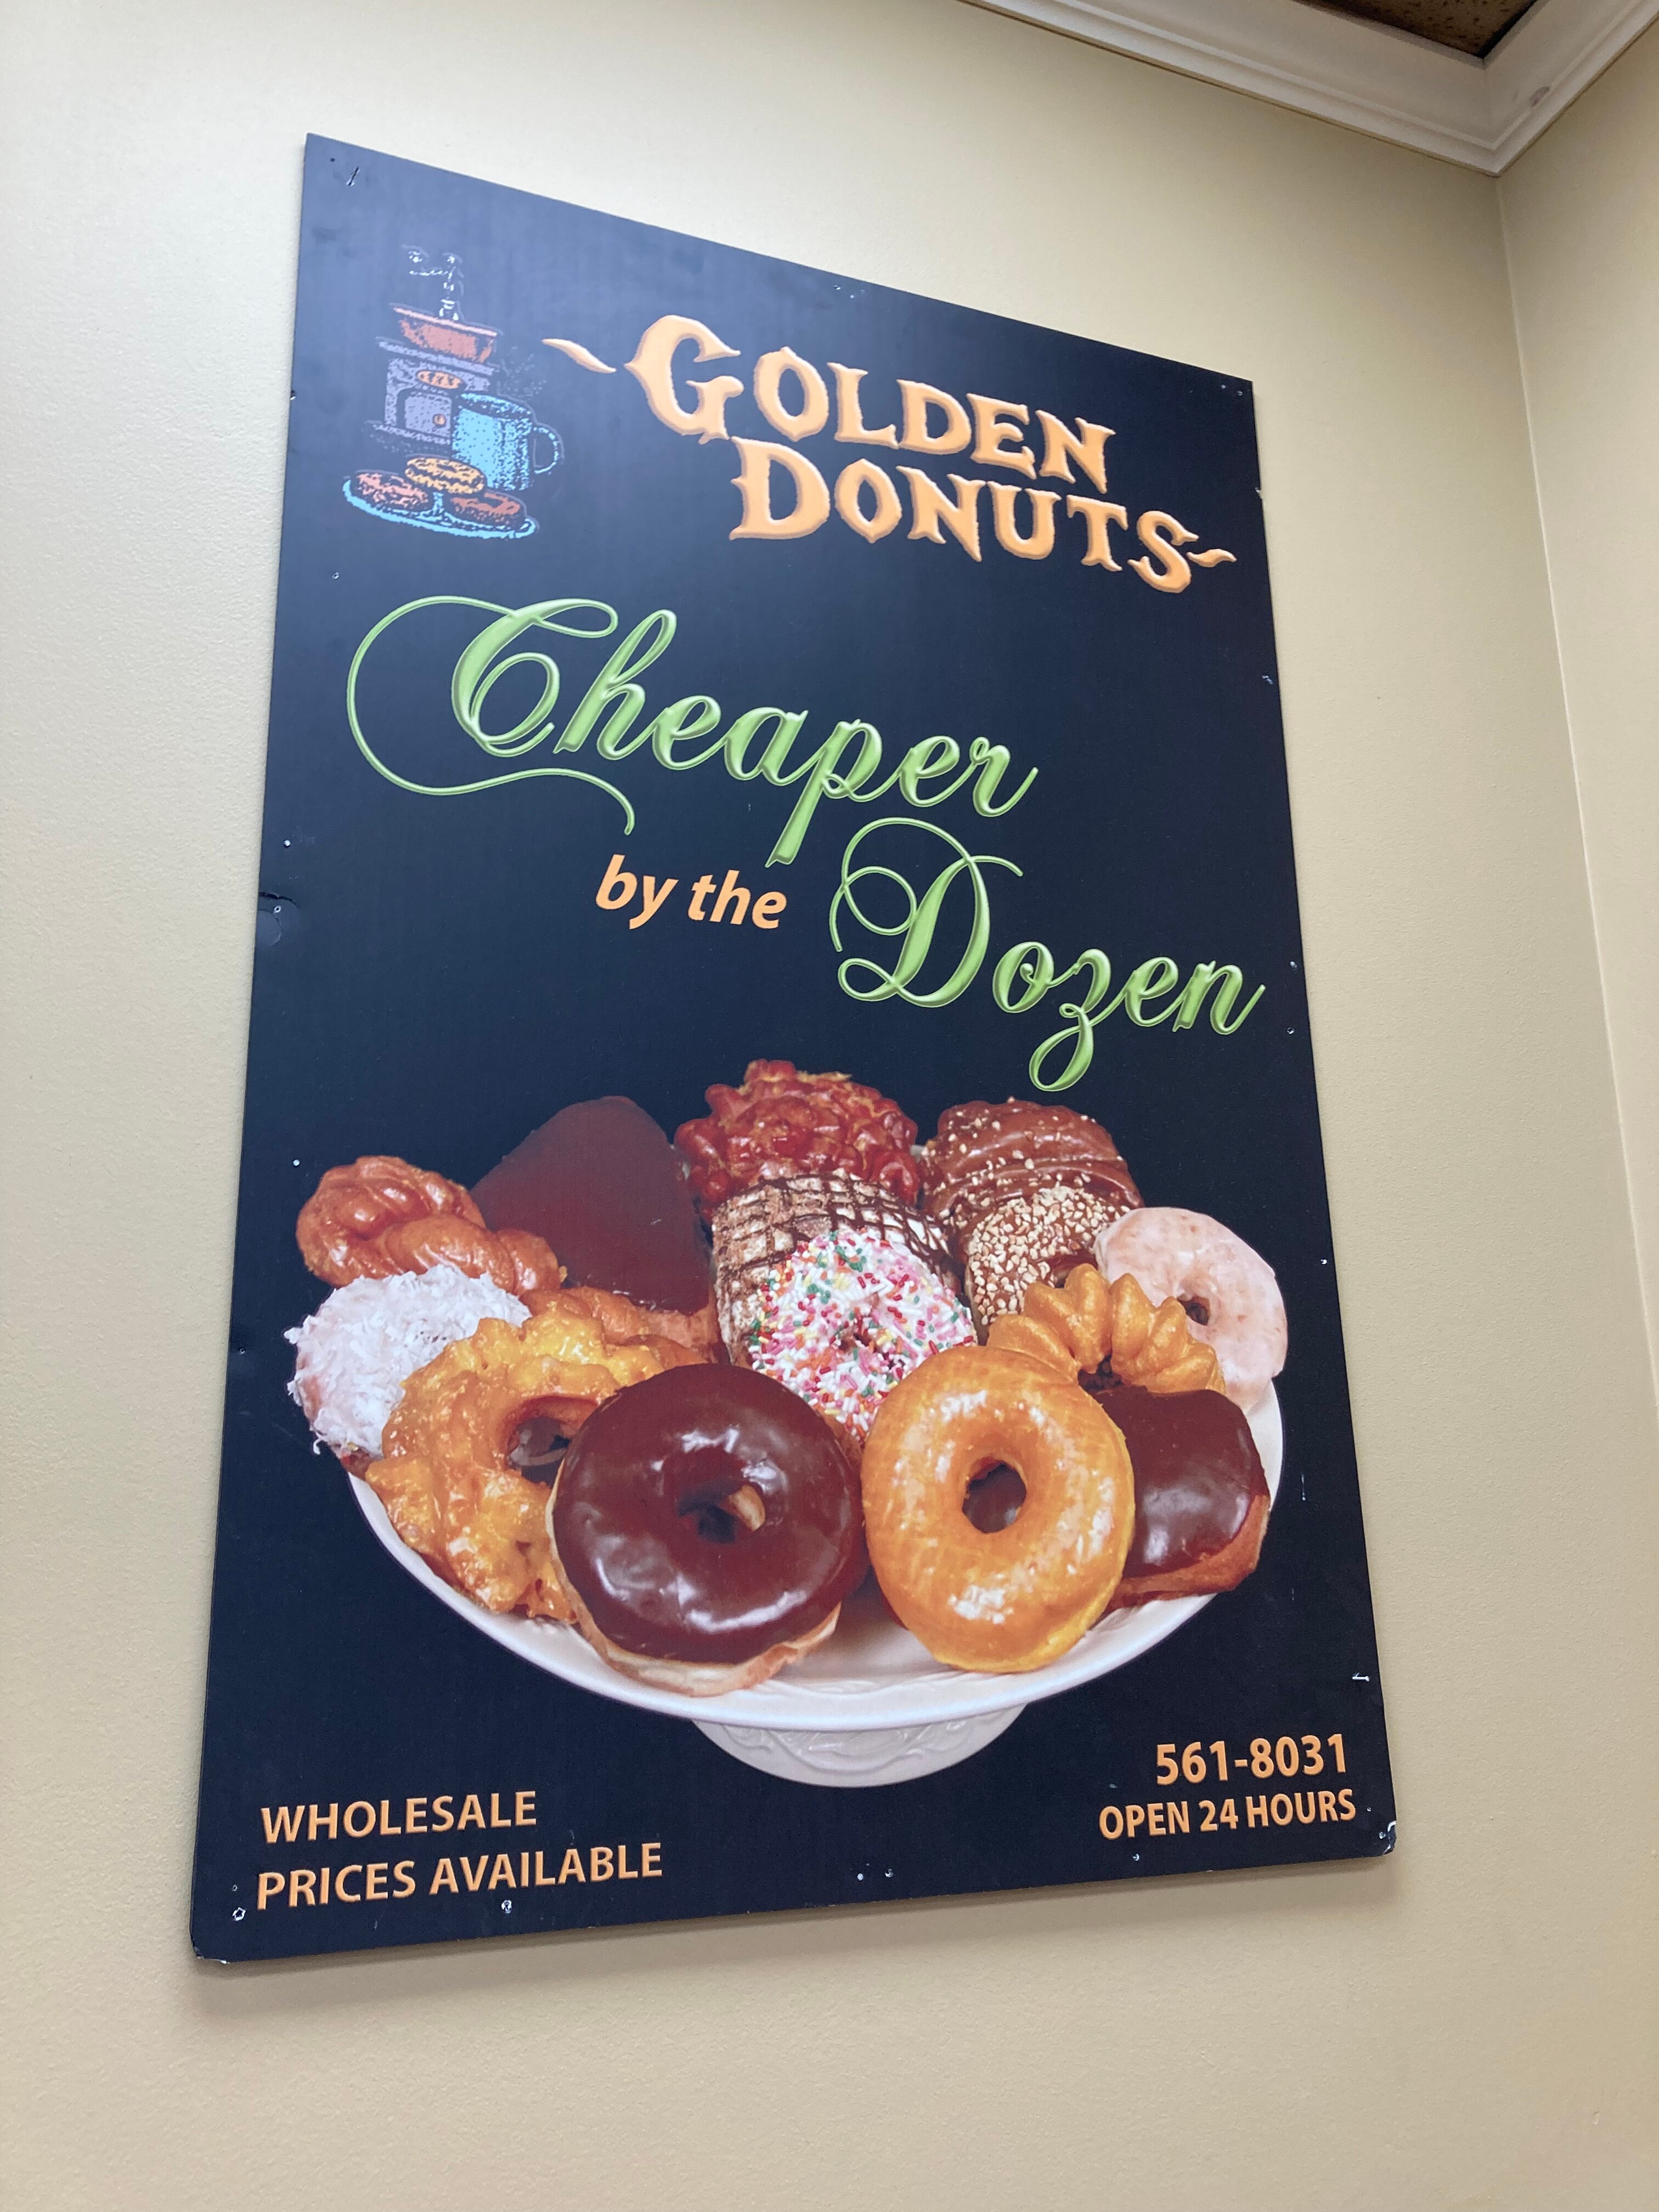 GOLDEN
DONUTS
Cheaper
by the
Dozen
WHOLESALE
PRICES AVAILABLE
561-8031
OPEN 24 HOURS